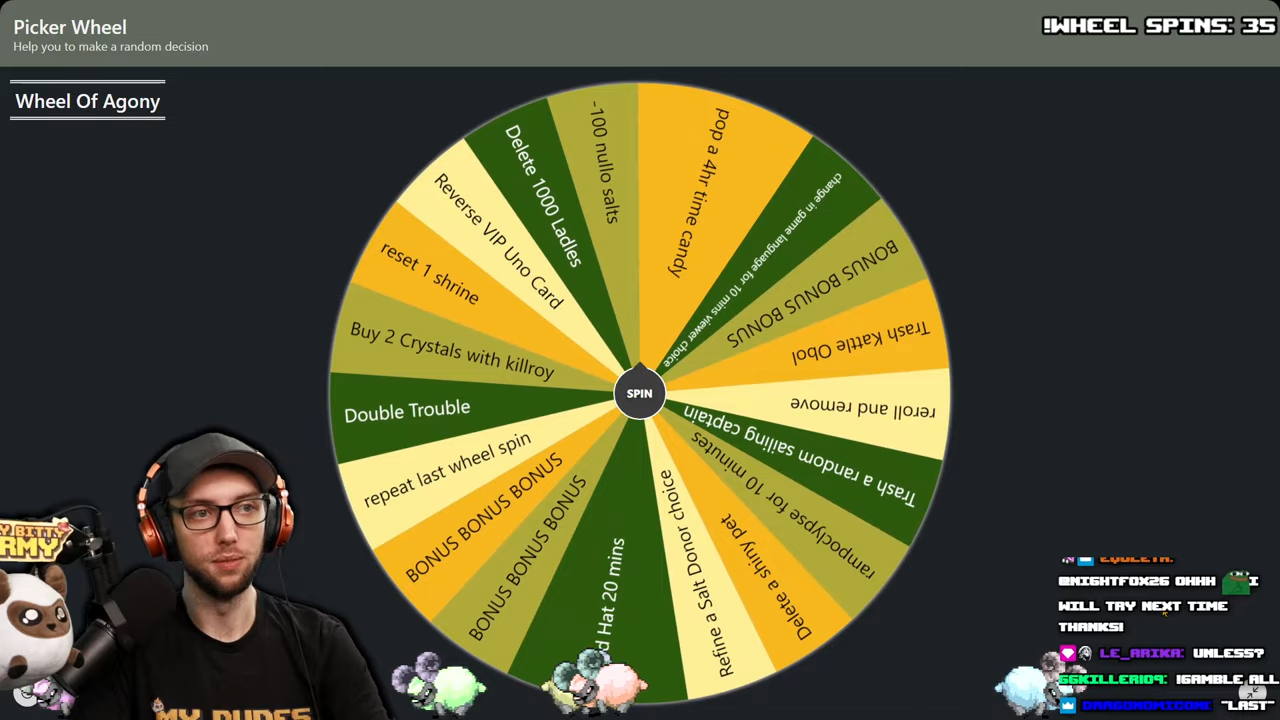 Picker Wheel
Help you to make a random decision
!WHEEL SPINS: 35
Wheel Of Agony
-100 nullo salts
pop a 4hr time candy
change in game language for 10 mins viewer choice
BONUS BONUS BONUS
Trash Kattle Obol
reroll and remove
Trash a random sailing captain
rampoclypse for 10 minutes
Delete a shiny pet
Refine a Salt Donor choice
d Hat 20 mins
BONUS BONUS BONUS
BONUS BONUS BONUS
repeat last wheel spin
Double Trouble
Buy 2 Crystals with killroy
reset 1 shrine
Reverse VIP Uno Card
Delete 1000 Ladles
SPIN
Y BITTY
ARMY
MY DUDES
EQULETA:
@NIGHTFOX26 OHHH I
WILL TRY NEXT TIME
THANKS!
LE_ARIKA: UNLESS?
GGKILLER109: !GAMBLE ALL
"LAST"